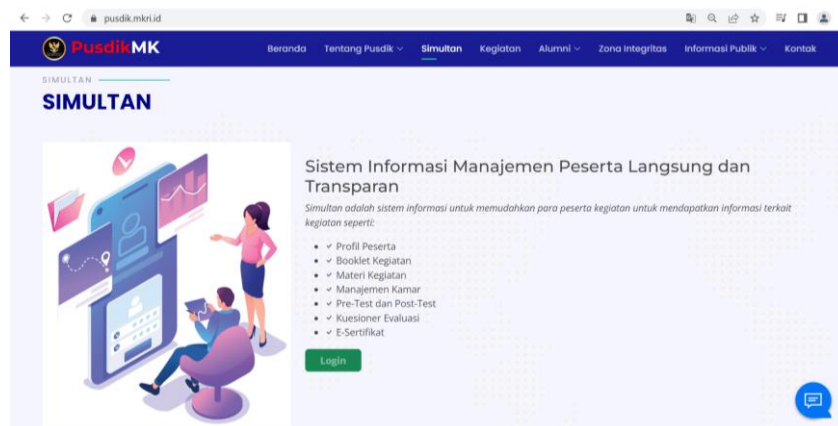 pusdik.mkri.id
PusdikMK
Beranda Tentang Pusdik Simultan Kegiatan Alumni Zona Integritas Informasi Publik Kontak
SIMULTAN
SIMULTAN
Sistem Informasi Manajemen Peserta Langsung dan
Transparan
Simultan adalah sistem informasi untuk memudahkan para peserta kegiatan untuk mendapatkan informasi terkait
kegiatan seperti:
• ✓ Profil Peserta
• ✓ Booklet Kegiatan
• ✓ Materi Kegiatan
• ✓ Manajemen Kamar
• ✓ Pre-Test dan Post-Test
• ✓ Kuesioner Evaluasi
• ✓ E-Sertifikat
Login